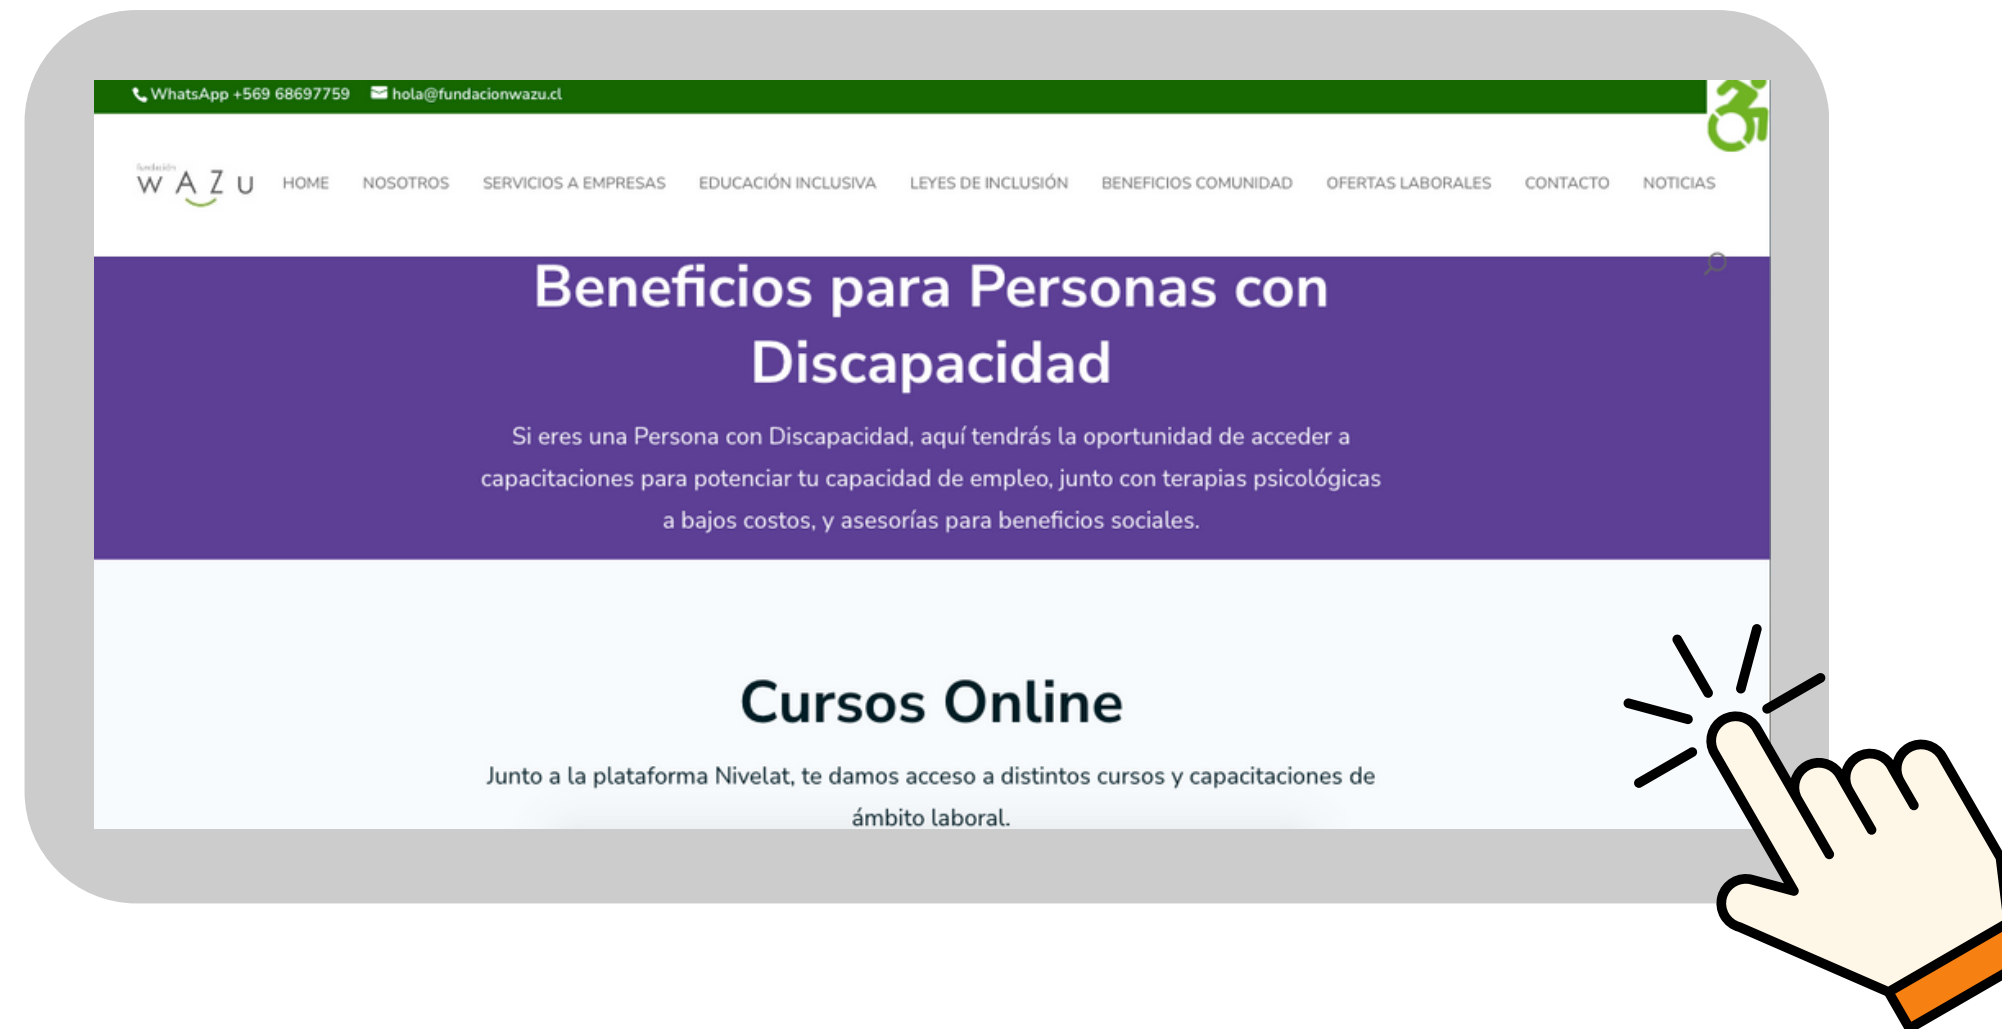 WhatsApp +569 68697759 hola@fundacionwazu.cl
fundación
WAZU
HOME NOSOTROS SERVICIOS A EMPRESAS EDUCACIÓN INCLUSIVA LEYES DE INCLUSIÓN BENEFICIOS COMUNIDAD OFERTAS LABORALES CONTACTO NOTICIAS
Beneficios para Personas con
Discapacidad
Si eres una Persona con Discapacidad, aquí tendrás la oportunidad de acceder a
capacitaciones para potenciar tu capacidad de empleo, junto con terapias psicológicas
a bajos costos, y asesorías para beneficios sociales.
Cursos Online
Junto a la plataforma Nivelat, te damos acceso a distintos cursos y capacitaciones de
ámbito laboral.